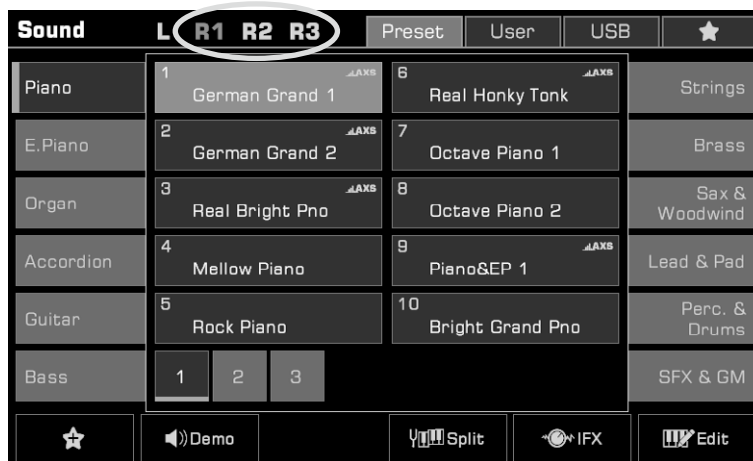 Sound L R1 R2 R3 Preset User USB
Piano
E.Piano
Organ
Accordion
Guitar
Bass
1 AXS
German Grand 1
2 AXS
German Grand 2
3 AXS
Real Bright Pno
4
Mellow Piano
5
Rock Piano
6 AXS
Real Honky Tonk
7
Octave Piano 1
8
Octave Piano 2
9 AXS
Piano&EP 1
10
Bright Grand Pno
1 2 3
Strings
Brass
Sax &
Woodwind
Lead & Pad
Perc. &
Drums
SFX & GM
Demo Split IFX Edit